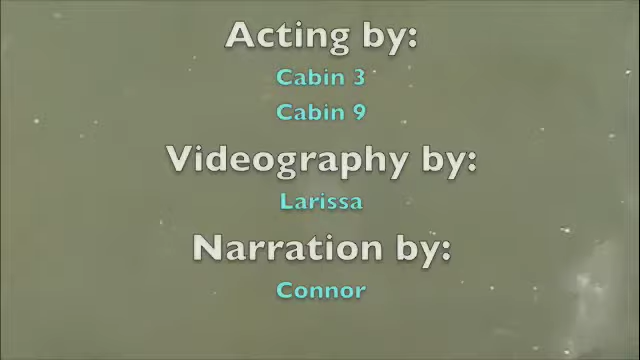 Acting by:
Cabin 3
Cabin 9
Videography by:
Larissa
Narration by:
Connor